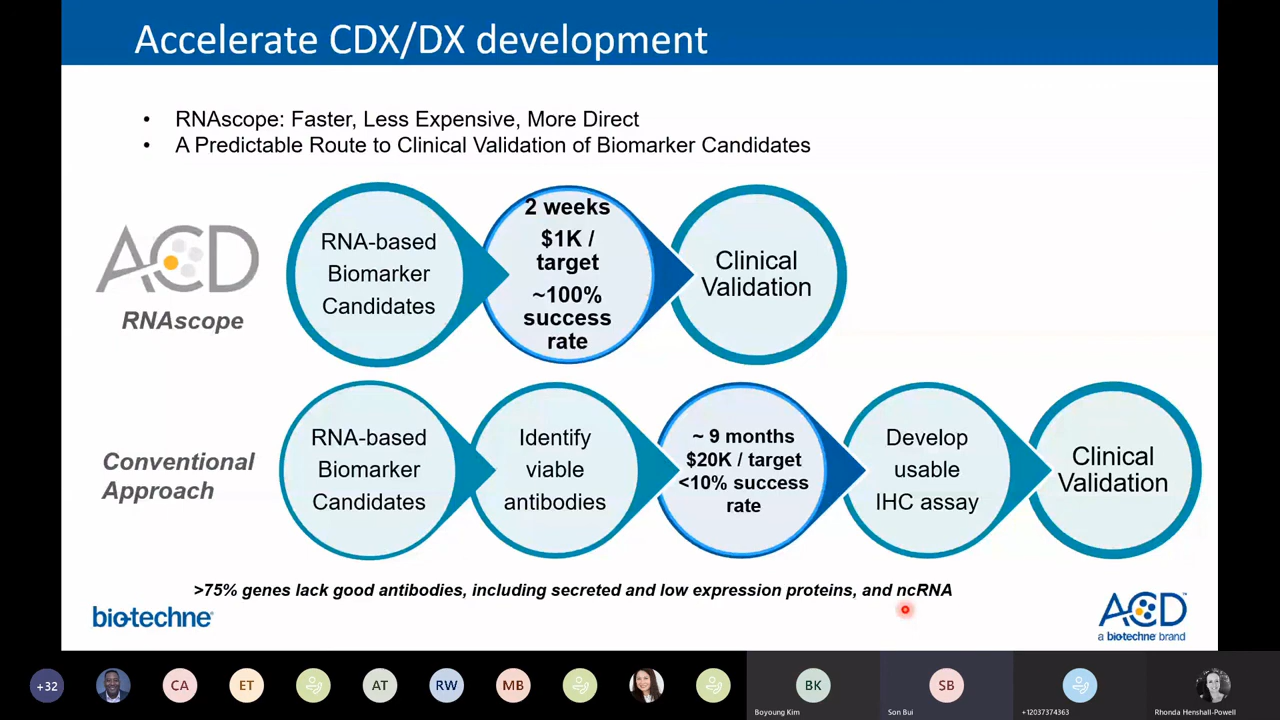 Accelerate CDX/DX development
• RNAscope: Faster, Less Expensive, More Direct
• A Predictable Route to Clinical Validation of Biomarker Candidates
ACD
RNAscope
RNA-based
Biomarker
Candidates
2 weeks
$1K /
target
~100%
success
rate
Clinical
Validation
Conventional
Approach
RNA-based
Biomarker
Candidates
Identify
viable
antibodies
~ 9 months
$20K / target
<10% success
rate
Develop
usable
IHC assay
Clinical
Validation
>75% genes lack good antibodies, including secreted and low expression proteins, and ncRNA
bio-techne®
ACD™
a bio-techne brand
+32
CA
ET
AT
RW
MB
BK
SB
Boyoung Kim
Son Bui
+12037374363
Rhonda Henshall-Powell